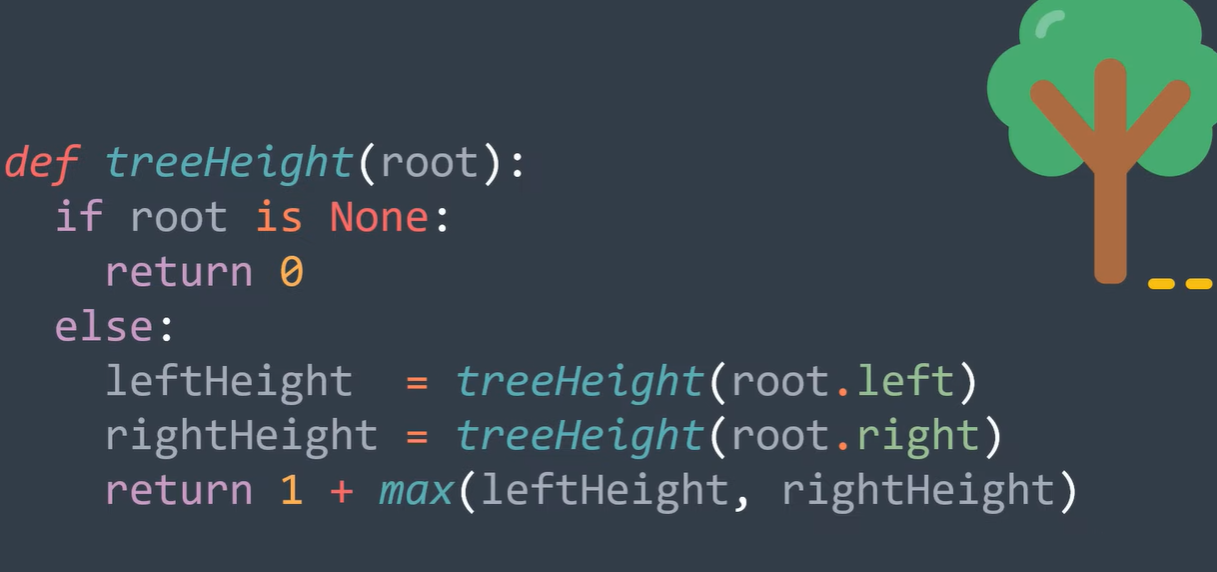 def treeHeight(root):
  if root is None:
    return 0
  else:
    leftHeight  = treeHeight(root.left)
    rightHeight = treeHeight(root.right)
    return 1 + max(leftHeight, rightHeight)